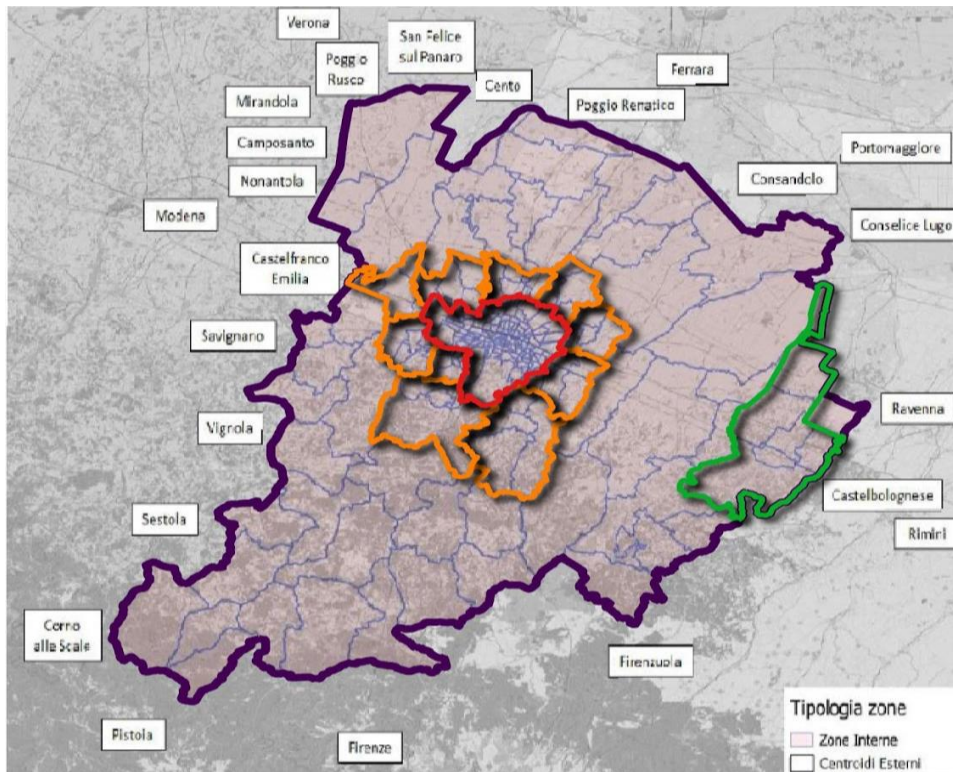 Verona
San Felice
sul Panaro
Poggio
Rusco
Cento
Ferrara
Mirandola
Poggio Renatico
Camposanto
Portomaggiore
Nonantola
Consandolo
Modena
Conselice Lugo
Castelfranco
Emilia
Savignano
Ravenna
Vignola
Castelbolognese
Sestola
Rimini
Corno
alle Scale
Firenzuola
Pistoia
Firenze
Tipologia zone
Zone Interne
Centroidi Esterni